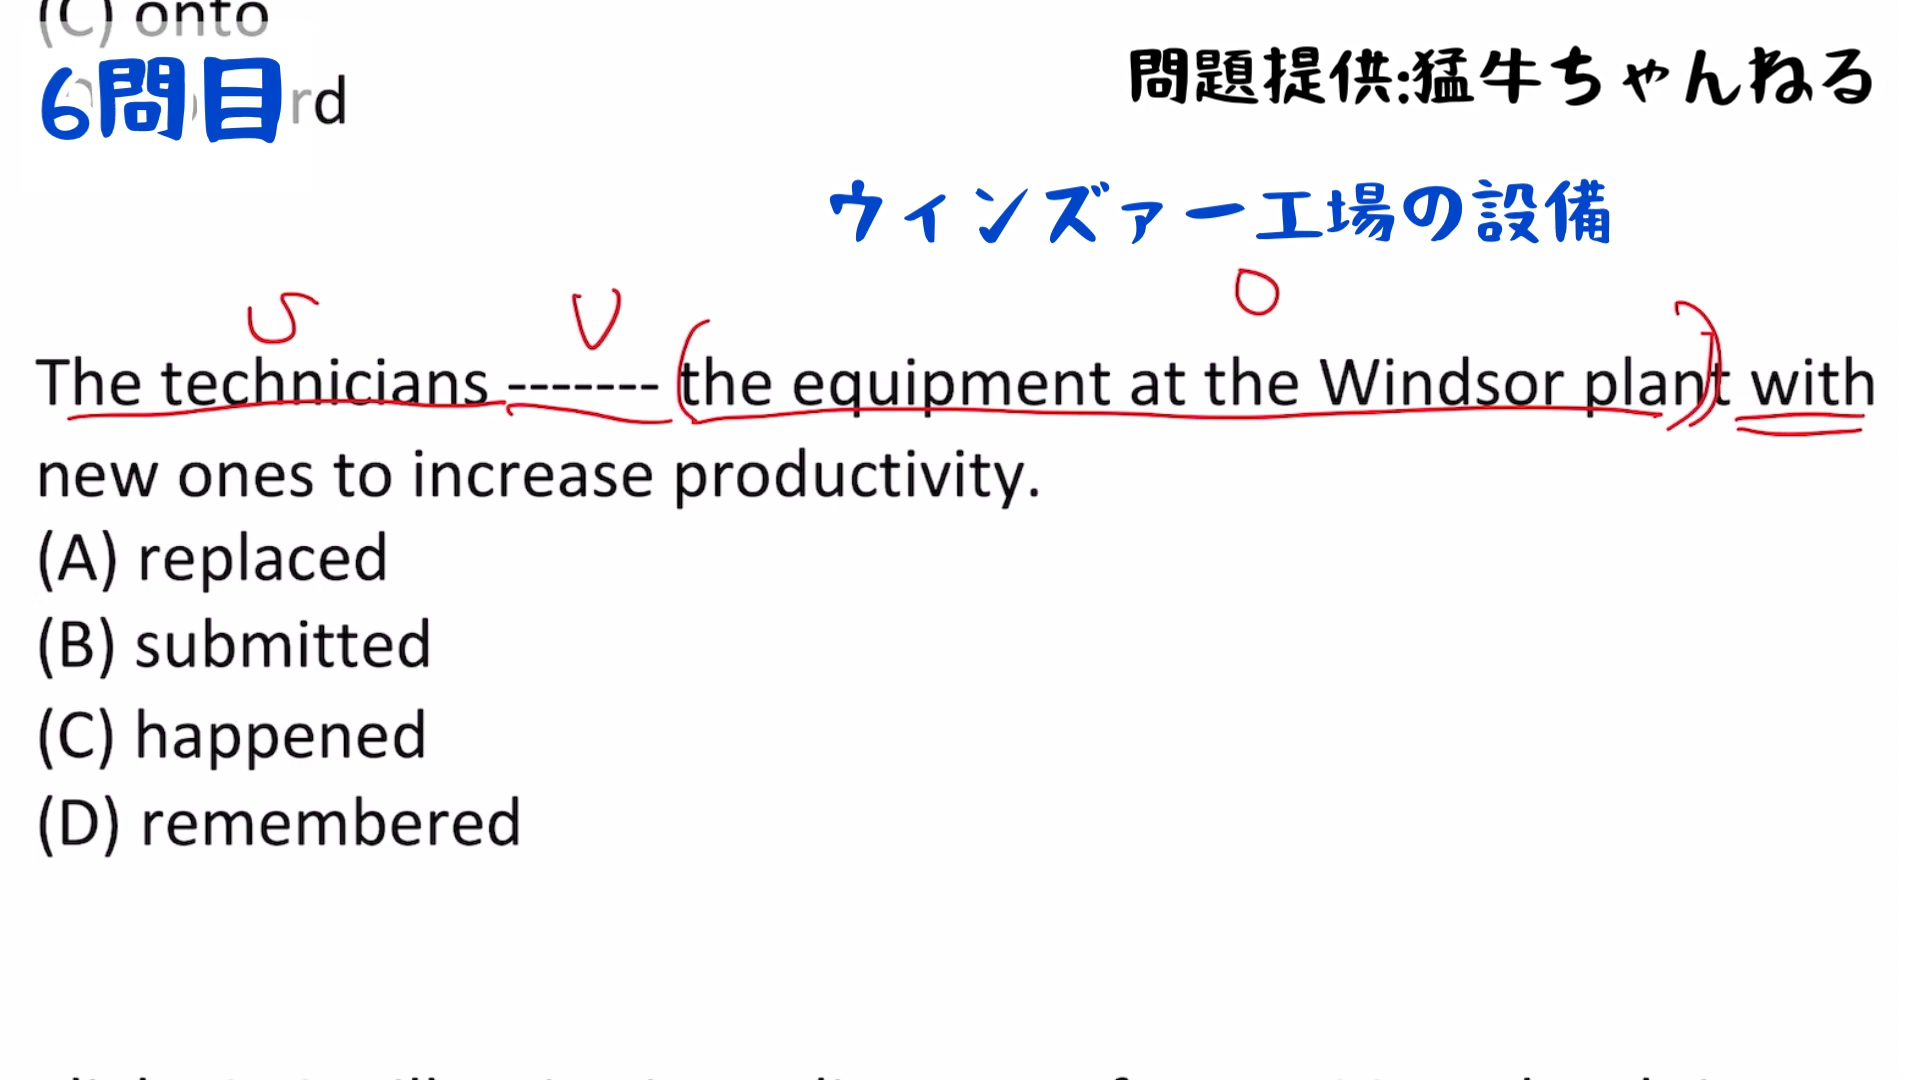 (C) onto
6問目
rd
問題提供:猛牛ちゃんねる
ウィンズァー工場の設備
S V O
The technicians ------- (the equipment at the Windsor plant) with
new ones to increase productivity.
(A) replaced
(B) submitted
(C) happened
(D) remembered